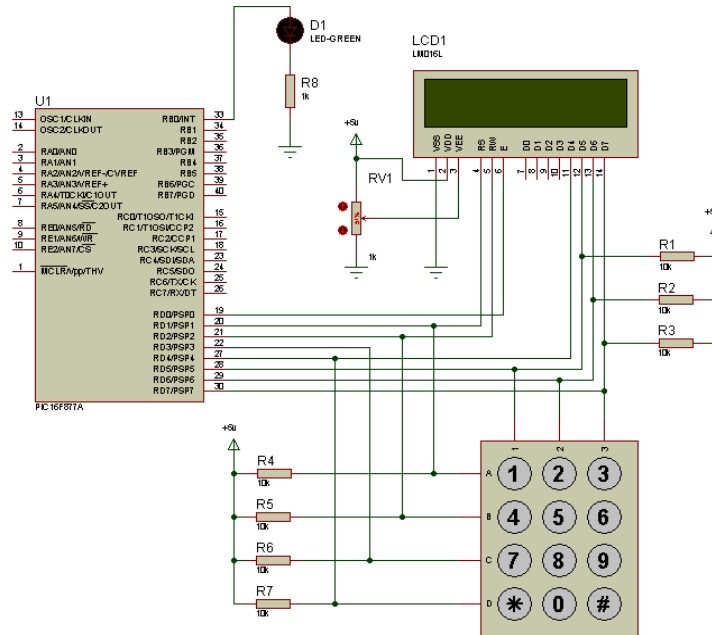 D1
LED-GREEN
R8
1k
LCD1
LM016L
VSS VDD VEE RS RW E D0 D1 D2 D3 D4 D5 D6 D7
1 2 3 4 5 6 7 8 9 10 11 12 13 14
U1
13 OSC1/CLKIN RB0/INT 33
14 OSC2/CLKOUT RB1 34
RB2 35
2 RA0/AN0 RB3/PGM 36
3 RA1/AN1 RB4 37
4 RA2/AN2/VREF-/CVREF RB5 38
5 RA3/AN3/VREF+ RB6/PGC 39
6 RA4/T0CKI/C1OUT RB7/PGD 40
7 RA5/AN4/SS/C2OUT
RC0/T1OSO/T1CKI 15
8 RE0/AN5/RD RC1/T1OSI/CCP2 16
9 RE1/AN6/WR RC2/CCP1 17
10 RE2/AN7/CS RC3/SCK/SCL 18
RC4/SDI/SDA 23
1 MCLR/Vpp/THV RC5/SDO 24
RC6/TX/CK 25
RC7/RX/DT 26
RD0/PSP0 19
RD1/PSP1 20
RD2/PSP2 21
RD3/PSP3 22
RD4/PSP4 27
RD5/PSP5 28
RD6/PSP6 29
RD7/PSP7 30
PIC16F877A
+5v
RV1
51%
1k
R1
10k
R2
10k
R3
10k
+5
+5v
R4
10k
R5
10k
R6
10k
R7
10k
1 2 3
A 1 2 3
B 4 5 6
C 7 8 9
D * 0 #